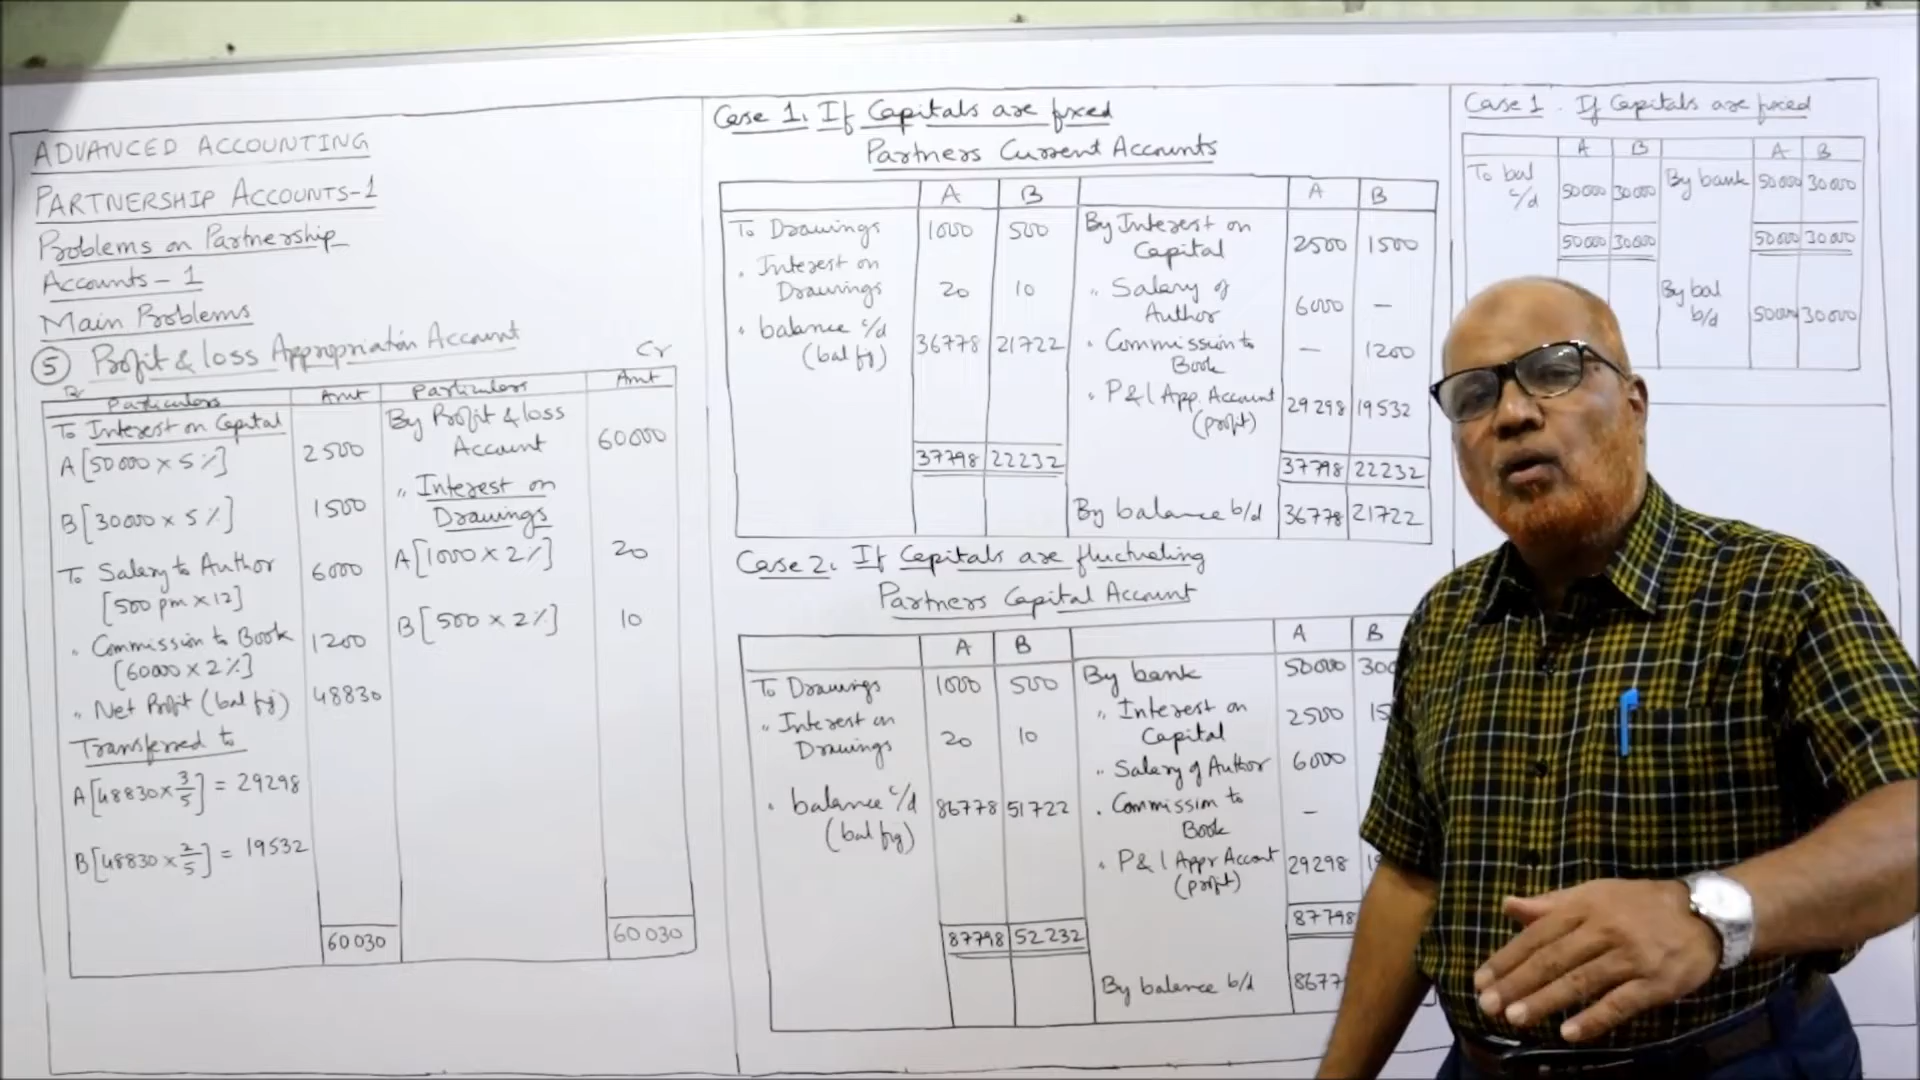 ADVANCED ACCOUNTING
PARTNERSHIP ACCOUNTS-1
Problems on Partnership
Accounts-1
Main Problems
5 Profit & loss Appropriation Account
Dr Cr
Particulars Amt Particulars Amt
To Interest on Capital
A [50000 x 5%] 2500
B [30000 x 5%] 1500
To Salary to Author 6000
[500 pm x 12]
" Commission to Book 1200
[60000 x 2%]
" Net Profit (bal fig) 48830
Transferred to
A [48830 x 3/5] = 29298
B [48830 x 2/5] = 19532
60030
By Profit & loss
Account 60000
" Interest on
Drawings
A [1000 x 2%] 20
B [500 x 2%] 10
60030
Case 1. If Capitals are fixed
Partners Current Accounts
A B A B
To Drawings 1000 500
" Interest on
Drawings 20 10
" balance c/d 36778 21722
(bal fig)
37798 22232
By Interest on
Capital 2500 1500
" Salary of
Author 6000 —
" Commission to — 1200
Book
" P & l App. Account 29298 19532
(profit)
37798 22232
By balance b/d 36778 21722
Case 2. If Capitals are fluctuating
Partners Capital Account
A B A B
To Drawings 1000 500
" Interest on
Drawings 20 10
" balance c/d 86778 51722
(bal fig)
87798 52232
By bank 50000 300
" Interest on 2500 15
Capital
" Salary of Author 6000
" Commission to —
Book
" P & l Appr Account 29298 19
(profit)
87798
By balance b/d 8677
Case 1. If Capitals are fixed
A B A B
To bal 50000 30000 By bank 50000 30000
c/d
50000 30000 50000 30000
By bal
b/d 50000 30000